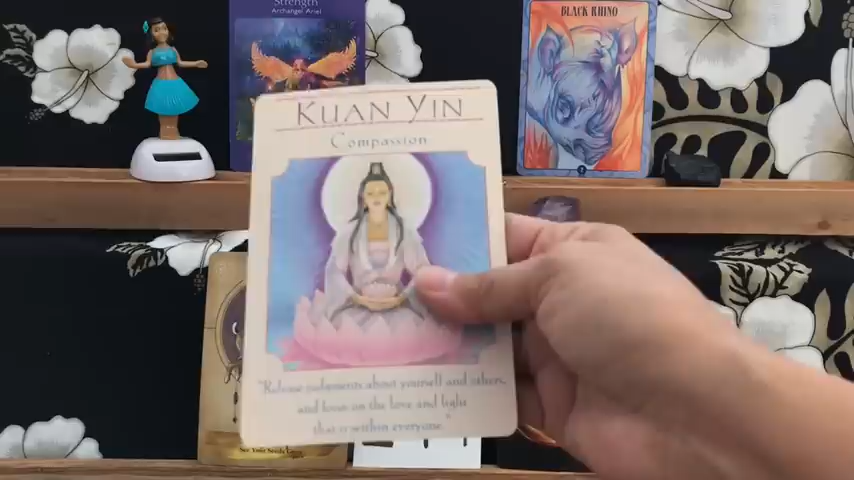 Strength
Archangel Ariel
BLACK RHINO
KUAN YIN
Compassion
"Release judgments about yourself and others,
and focus on the love and light
that is within everyone."